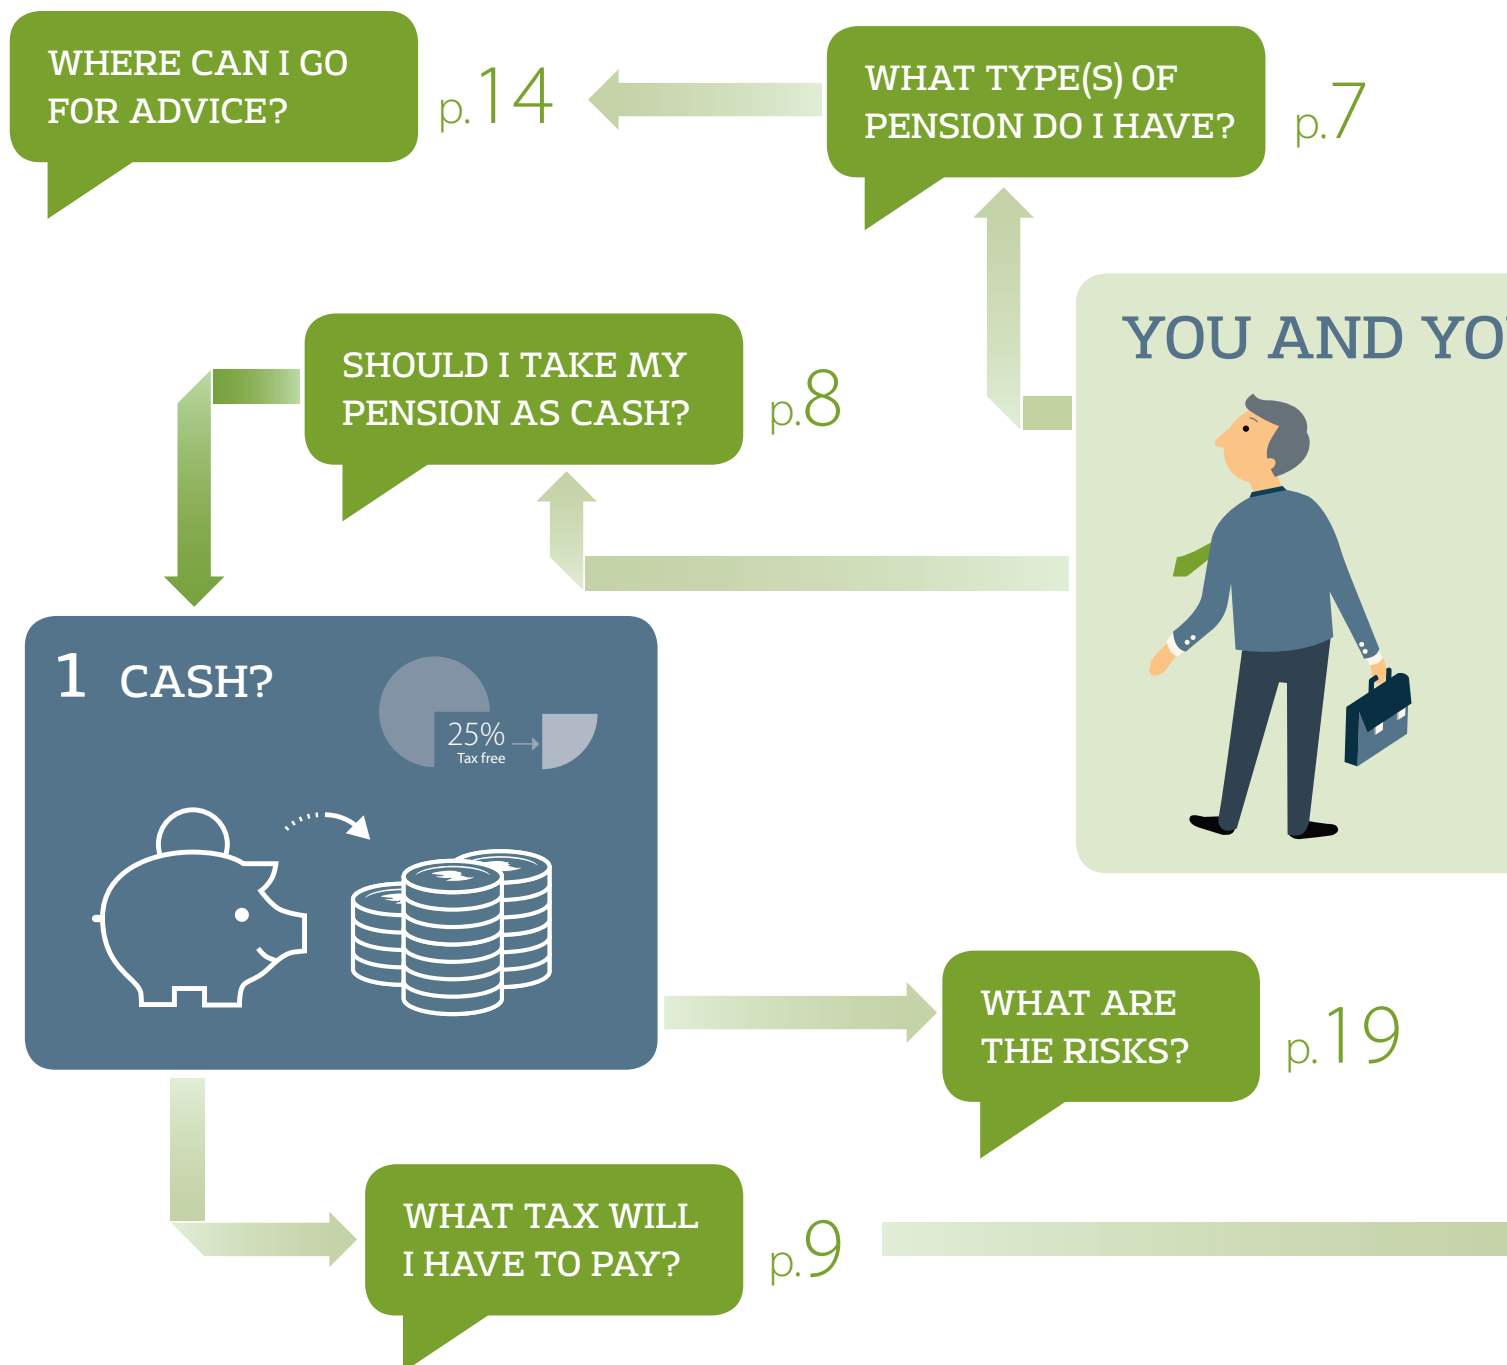 WHERE CAN I GO
FOR ADVICE?
p.14
WHAT TYPE(S) OF
PENSION DO I HAVE?
p.7
YOU AND YO
SHOULD I TAKE MY
PENSION AS CASH?
p.8
1 CASH?
25%
Tax free
WHAT ARE
THE RISKS?
p.19
WHAT TAX WILL
I HAVE TO PAY?
p.9